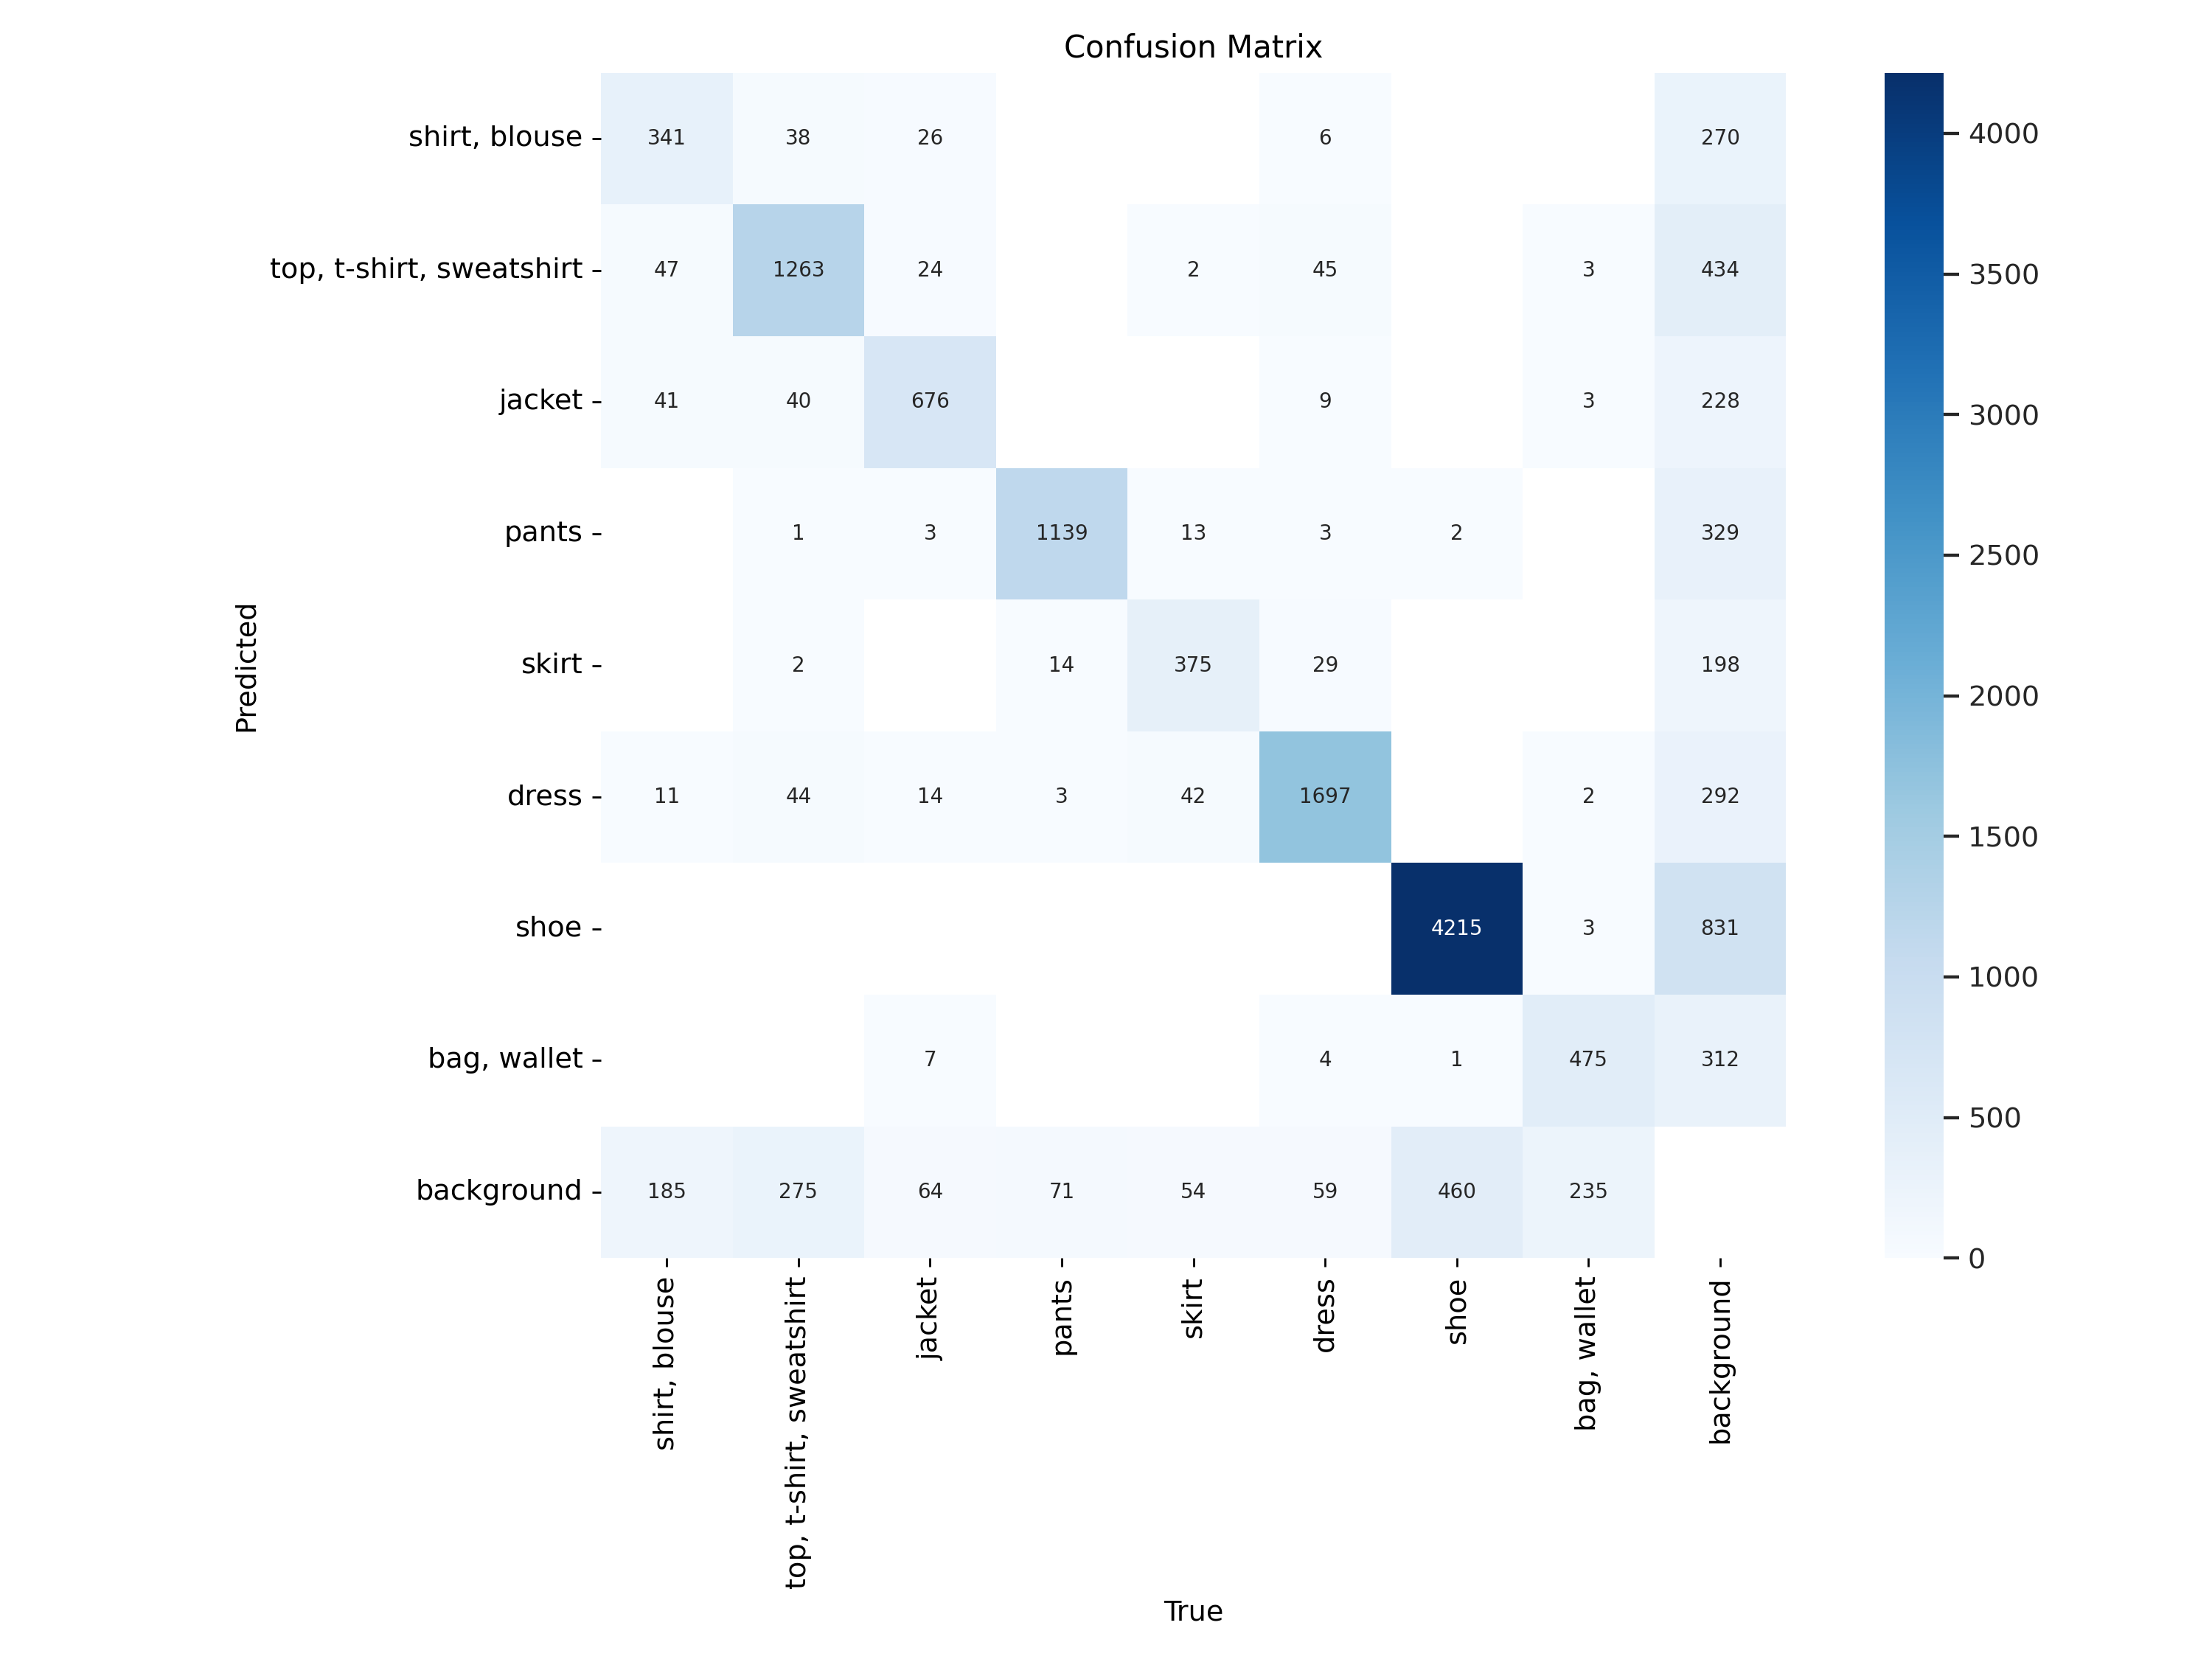 Confusion Matrix
shirt, blouse 341 38 26 6 270
top, t-shirt, sweatshirt 47 1263 24 2 45 3 434
jacket 41 40 676 9 3 228
pants 1 3 1139 13 3 2 329
skirt 2 14 375 29 198
dress 11 44 14 3 42 1697 2 292
shoe 4215 3 831
bag, wallet 7 4 1 475 312
background 185 275 64 71 54 59 460 235
Predicted
shirt, blouse
top, t-shirt, sweatshirt
jacket
pants
skirt
dress
shoe
bag, wallet
background
True
4000
3500
3000
2500
2000
1500
1000
500
0